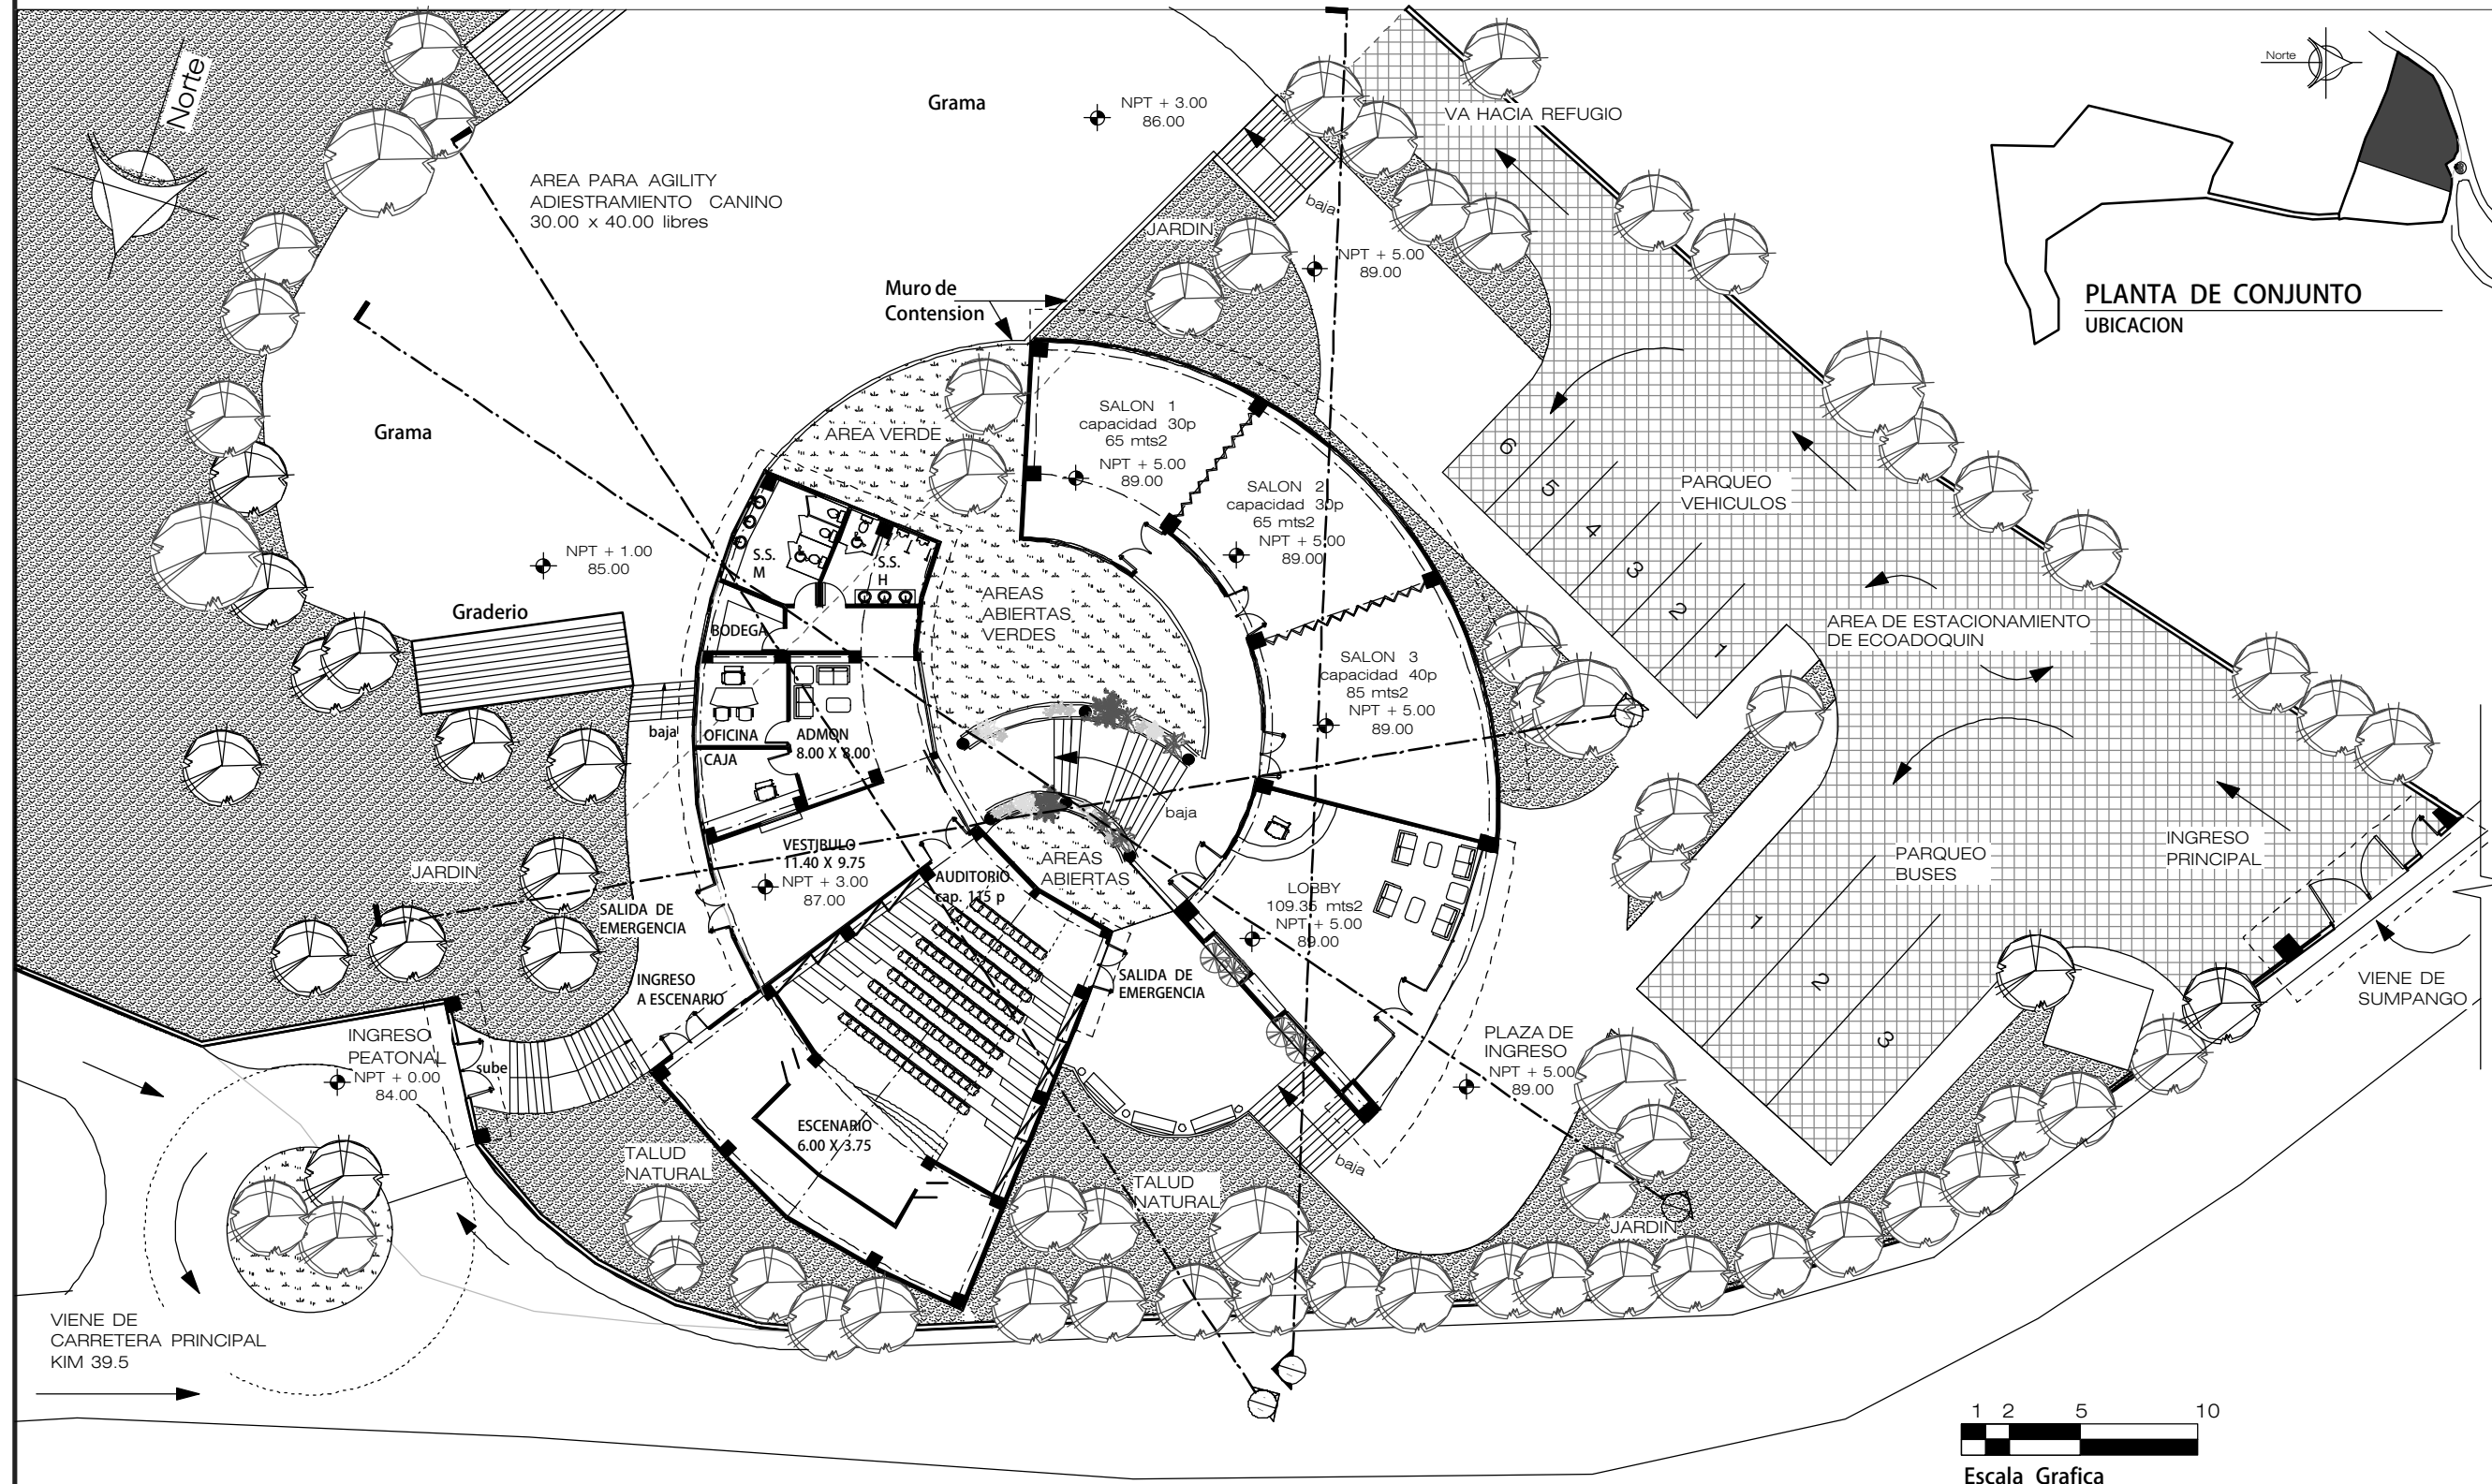 Norte
Grama
NPT + 3.00
86.00
VA HACIA REFUGIO
Norte
AREA PARA AGILITY
ADIESTRAMIENTO CANINO
30.00 x 40.00 libres
baja
JARDIN
NPT + 5.00
89.00
Muro de
Contension
PLANTA DE CONJUNTO
UBICACION
Grama
AREA VERDE
SALON 1
capacidad 30p
65 mts2
NPT + 5.00
89.00
SALON 2
capacidad 30p
65 mts2
NPT + 5.00
89.00
6
5
4
3
2
1
PARQUEO
VEHICULOS
NPT + 1.00
85.00
S.S.
M
S.S.
H
AREAS
ABIERTAS
VERDES
Graderio
BODEGA
AREA DE ESTACIONAMIENTO
DE ECOADOQUIN
SALON 3
capacidad 40p
85 mts2
NPT + 5.00
89.00
baja
OFICINA
ADMON
8.00 X 8.00
CAJA
baja
VESTIBULO
11.40 X 9.75
NPT + 3.00
87.00
AREAS
ABIERTAS
INGRESO
PRINCIPAL
PARQUEO
BUSES
1
2
3
JARDIN
AUDITORIO
cap. 115 p
LOBBY
109.35 mts2
NPT + 5.00
89.00
SALIDA DE
EMERGENCIA
SALIDA DE
EMERGENCIA
INGRESO
A ESCENARIO
VIENE DE
SUMPANGO
INGRESO
PEATONAL
NPT + 0.00
84.00
sube
PLAZA DE
INGRESO
NPT + 5.00
89.00
ESCENARIO
6.00 X 3.75
TALUD
NATURAL
baja
TALUD
NATURAL
JARDIN
VIENE DE
CARRETERA PRINCIPAL
KIM 39.5
1 2 5 10
Escala Grafica